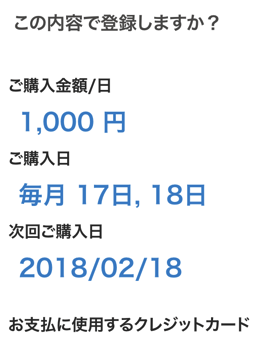 この内容で登録しますか？
ご購入金額/日
1,000 円
ご購入日
毎月 17日, 18日
次回ご購入日
2018/02/18
お支払に使用するクレジットカード